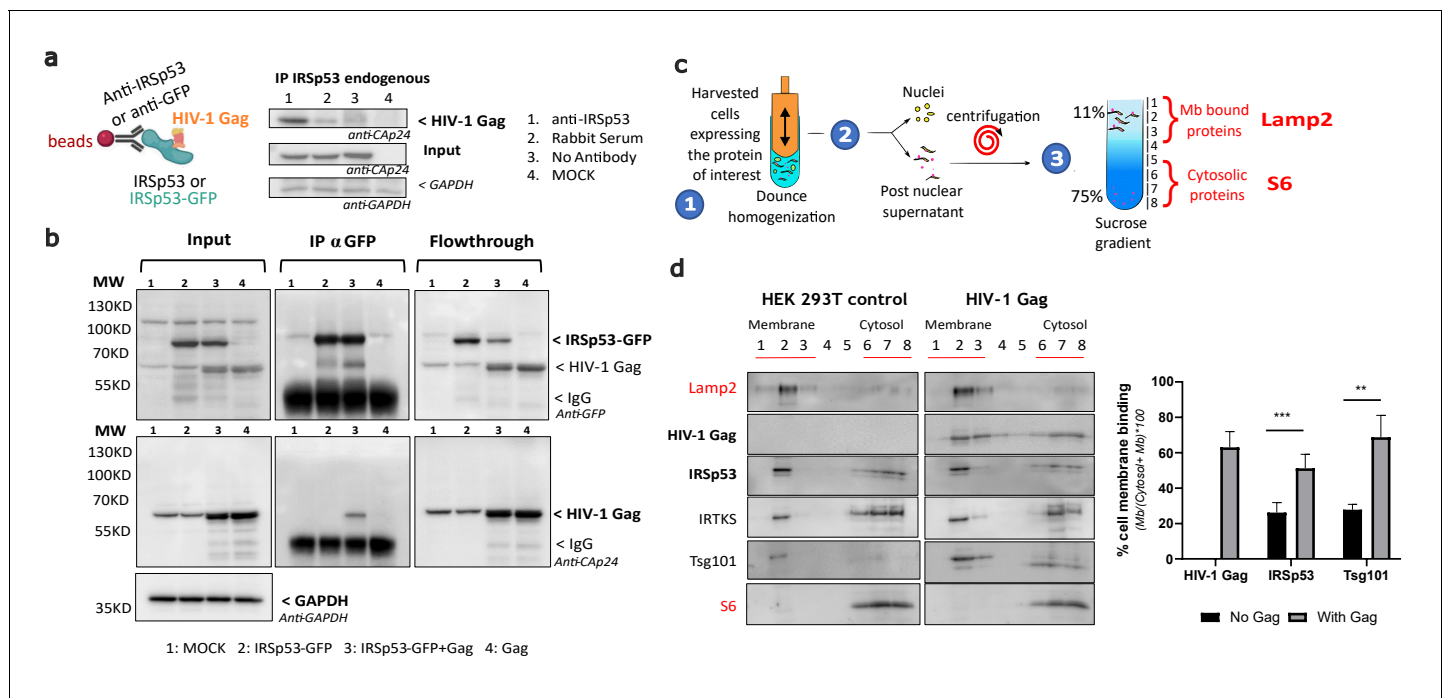 a
Anti-IRSp53
or anti-GFP
HIV-1 Gag
beads
IRSp53 or
IRSp53-GFP
IP IRSp53 endogenous
1 2 3 4
< HIV-1 Gag
anti-CAp24
Input
anti-CAp24
< GAPDH
anti-GAPDH
1. anti-IRSp53
2. Rabbit Serum
3. No Antibody
4. MOCK
b
Input
IP α GFP
Flowthrough
MW
1 2 3 4
1 2 3 4
1 2 3 4
130KD
100KD
70KD
55KD
< IRSp53-GFP
< HIV-1 Gag
< IgG
Anti-GFP
MW
1 2 3 4
1 2 3 4
1 2 3 4
130KD
100KD
70KD
55KD
< HIV-1 Gag
< IgG
Anti-CAp24
35KD
< GAPDH
Anti-GAPDH
1: MOCK 2: IRSp53-GFP 3: IRSp53-GFP+Gag 4: Gag
c
Harvested
cells
expressing
the protein
of interest
1
Dounce
homogenization
2
Nuclei
Post nuclear
supernatant
centrifugation
3
11%
75%
1
2
3
4
5
6
7
8
Sucrose
gradient
Mb bound
proteins
Lamp2
Cytosolic
proteins
S6
d
HEK 293T control
HIV-1 Gag
Membrane Cytosol
Membrane Cytosol
1 2 3 4 5 6 7 8
1 2 3 4 5 6 7 8
Lamp2
HIV-1 Gag
IRSp53
IRTKS
Tsg101
S6
% cell membrane binding
(Mb/(Cytosol+ Mb)*100
100
80
60
40
20
0
***
**
HIV-1 Gag IRSp53 Tsg101
No Gag With Gag